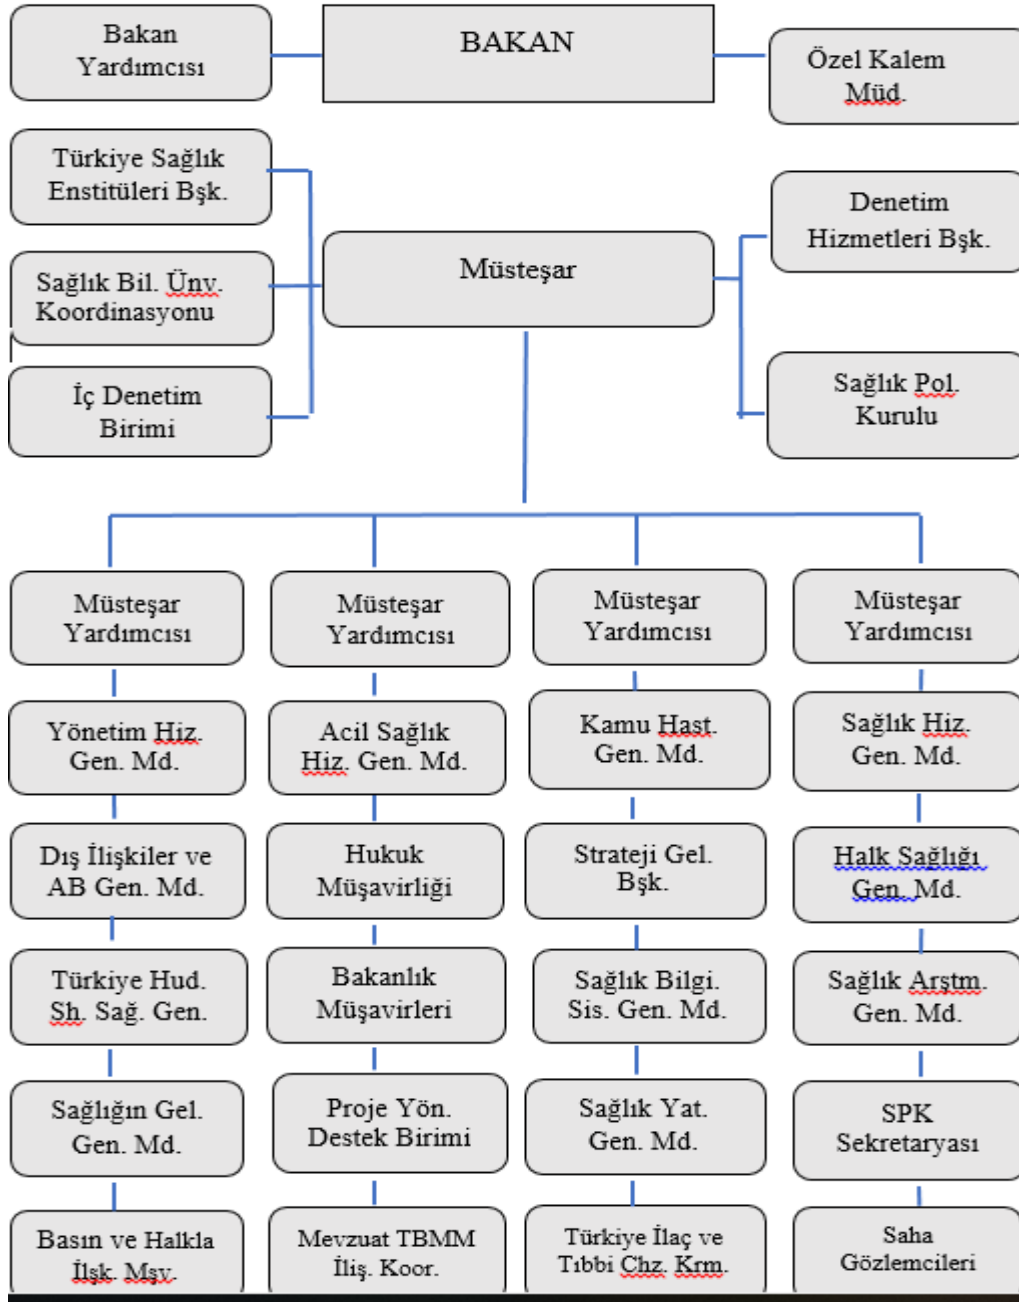 Bakan
Yardımcısı
BAKAN
Özel Kalem
Müd.
Türkiye Sağlık
Enstitüleri Bşk.
Sağlık Bil. Ünv.
Koordinasyonu
İç Denetim
Birimi
Müsteşar
Denetim
Hizmetleri Bşk.
Sağlık Pol.
Kurulu
Müsteşar
Yardımcısı
Yönetim Hiz.
Gen. Md.
Dış İlişkiler ve
AB Gen. Md.
Türkiye Hud.
Sh. Sağ. Gen.
Sağlığın Gel.
Gen. Md.
Basın ve Halkla
İlşk. Mşv.
Müsteşar
Yardımcısı
Acil Sağlık
Hiz. Gen. Md.
Hukuk
Müşavirliği
Bakanlık
Müşavirleri
Proje Yön.
Destek Birimi
Mevzuat TBMM
İliş. Koor.
Müsteşar
Yardımcısı
Kamu Hast.
Gen. Md.
Strateji Gel.
Bşk.
Sağlık Bilgi.
Sis. Gen. Md.
Sağlık Yat.
Gen. Md.
Türkiye İlaç ve
Tıbbi Chz. Krm.
Müsteşar
Yardımcısı
Sağlık Hiz.
Gen. Md.
Halk Sağlığı
Gen. Md.
Sağlık Arştm.
Gen. Md.
SPK
Sekretaryası
Saha
Gözlemcileri